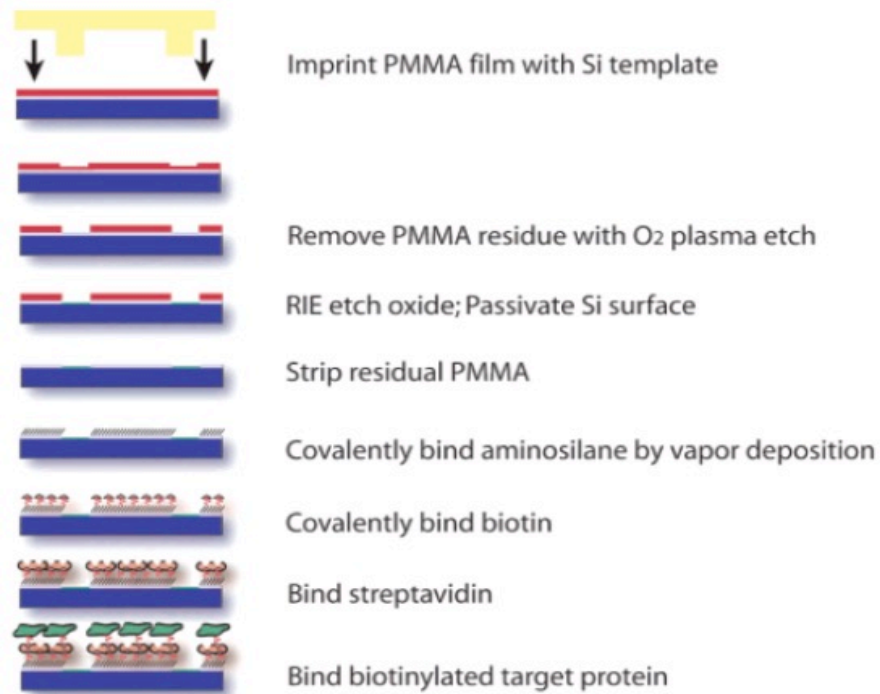 Imprint PMMA film with Si template
Remove PMMA residue with O2 plasma etch
RIE etch oxide; Passivate Si surface
Strip residual PMMA
Covalently bind aminosilane by vapor deposition
Covalently bind biotin
Bind streptavidin
Bind biotinylated target protein